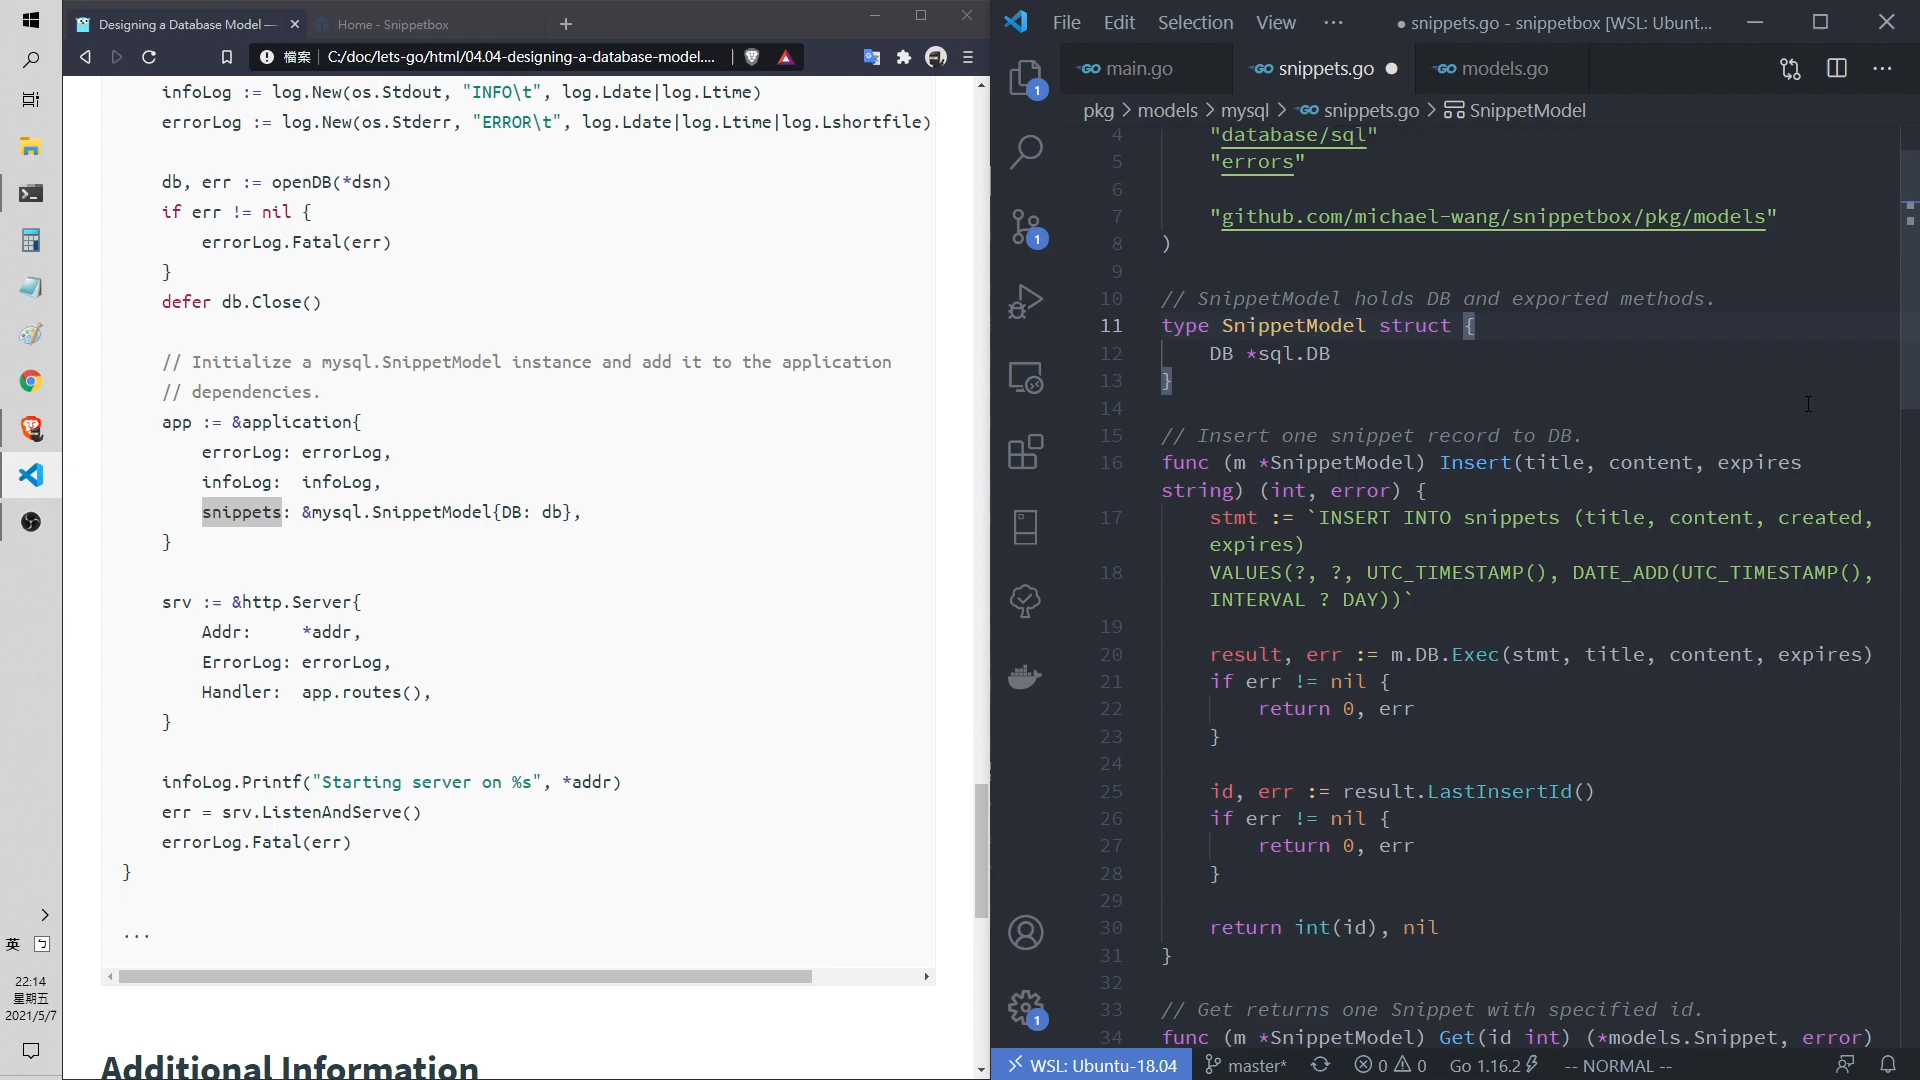 Designing a Database Model —
Home - Snippetbox
檔案
C:/doc/lets-go/html/04.04-designing-a-database-model....
infoLog := log.New(os.Stdout, "INFO\t", log.Ldate|log.Ltime)
errorLog := log.New(os.Stderr, "ERROR\t", log.Ldate|log.Ltime|log.Lshortfile)
db, err := openDB(*dsn)
if err != nil {
errorLog.Fatal(err)
}
defer db.Close()
// Initialize a mysql.SnippetModel instance and add it to the application
// dependencies.
app := &application{
errorLog: errorLog,
infoLog:  infoLog,
snippets: &mysql.SnippetModel{DB: db},
}
srv := &http.Server{
Addr:     *addr,
ErrorLog: errorLog,
Handler:  app.routes(),
}
infoLog.Printf("Starting server on %s", *addr)
err = srv.ListenAndServe()
errorLog.Fatal(err)
}
...
Additional Information
英
22:14
星期五
2021/5/7
File Edit Selection View ···
● snippets.go - snippetbox [WSL: Ubunt...
main.go
snippets.go
models.go
pkg > models > mysql > snippets.go > SnippetModel
4 "database/sql"
5 "errors"
6
7 "github.com/michael-wang/snippetbox/pkg/models"
8 )
9
10 // SnippetModel holds DB and exported methods.
11 type SnippetModel struct {
12 DB *sql.DB
13 }
14
15 // Insert one snippet record to DB.
16 func (m *SnippetModel) Insert(title, content, expires
string) (int, error) {
17 stmt := `INSERT INTO snippets (title, content, created,
expires)
18 VALUES(?, ?, UTC_TIMESTAMP(), DATE_ADD(UTC_TIMESTAMP(),
INTERVAL ? DAY))`
19
20 result, err := m.DB.Exec(stmt, title, content, expires)
21 if err != nil {
22 return 0, err
23 }
24
25 id, err := result.LastInsertId()
26 if err != nil {
27 return 0, err
28 }
29
30 return int(id), nil
31 }
32
33 // Get returns one Snippet with specified id.
34 func (m *SnippetModel) Get(id int) (*models.Snippet, error)
1
1
1
WSL: Ubuntu-18.04 master* 0 0 Go 1.16.2 -- NORMAL --